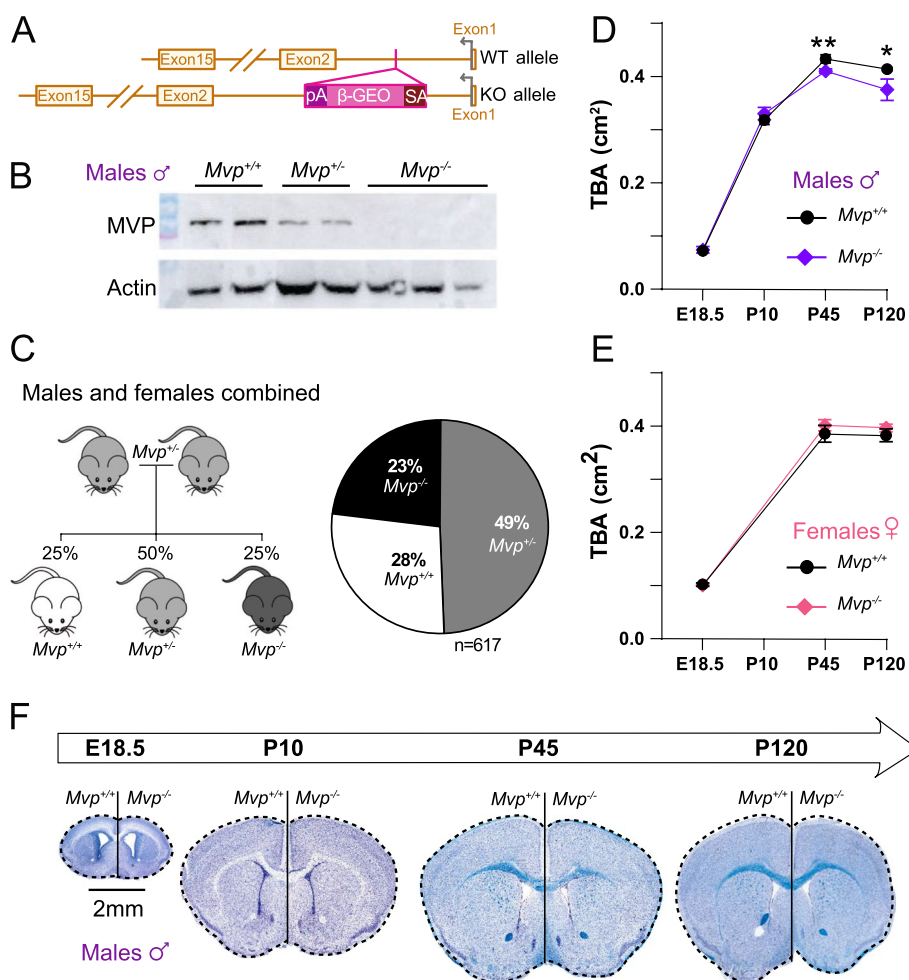 A
Exon1
Exon15
Exon2
WT allele
Exon15
Exon2
pA
β-GEO
SA
KO allele
Exon1
B
Males ♂
Mvp+/+
Mvp+/-
Mvp-/-
MVP
Actin
C
Males and females combined
Mvp+/-
25%
50%
25%
Mvp+/+
Mvp+/-
Mvp-/-
23%
Mvp-/-
49%
Mvp+/-
28%
Mvp+/+
n=617
D
TBA (cm²)
0.4
0.2
0.0
**
*
Males ♂
Mvp+/+
Mvp-/-
E18.5
P10
P45
P120
E
TBA (cm²)
0.4
0.2
0.0
Females ♀
Mvp+/+
Mvp-/-
E18.5
P10
P45
P120
F
E18.5
P10
P45
P120
Mvp+/+
Mvp-/-
Mvp+/+
Mvp-/-
Mvp+/+
Mvp-/-
Mvp+/+
Mvp-/-
2mm
Males ♂